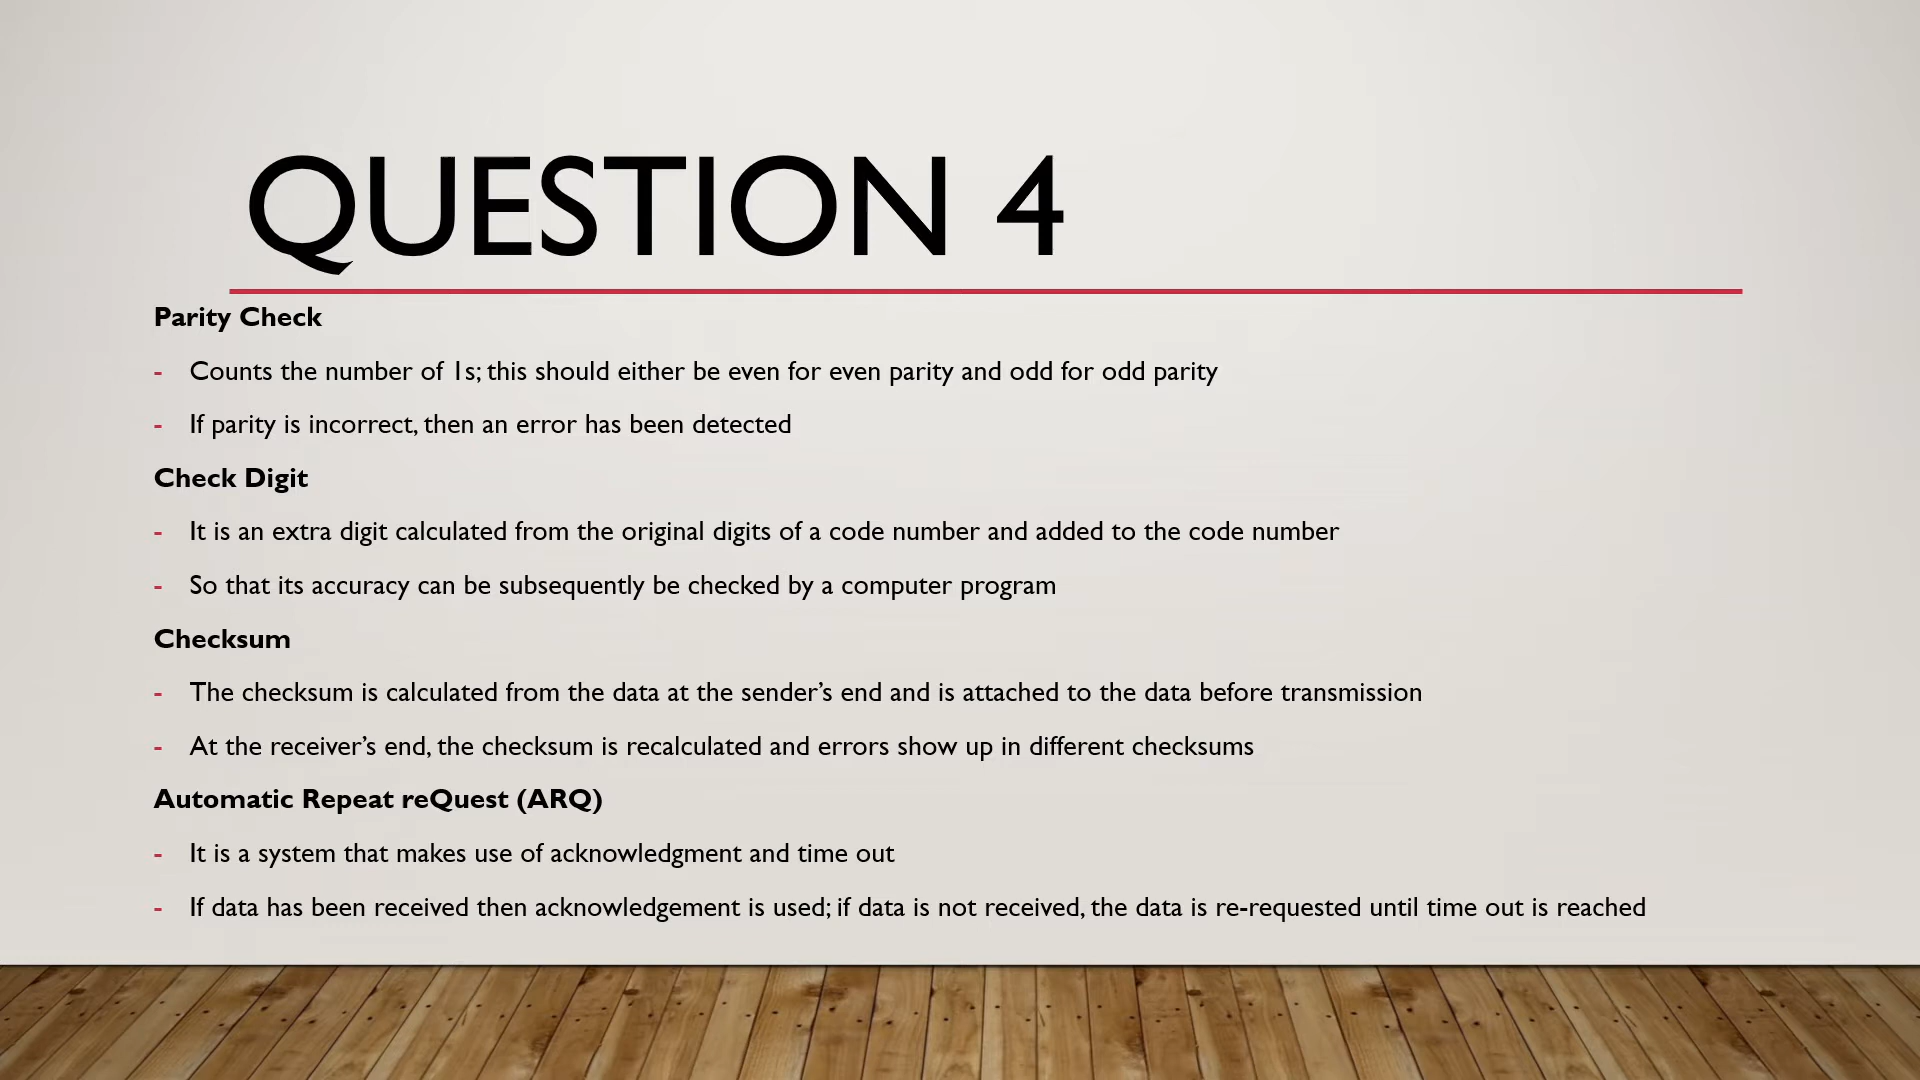 QUESTION 4
Parity Check
- Counts the number of 1s; this should either be even for even parity and odd for odd parity
- If parity is incorrect, then an error has been detected
Check Digit
- It is an extra digit calculated from the original digits of a code number and added to the code number
- So that its accuracy can be subsequently be checked by a computer program
Checksum
- The checksum is calculated from the data at the sender’s end and is attached to the data before transmission
- At the receiver’s end, the checksum is recalculated and errors show up in different checksums
Automatic Repeat reQuest (ARQ)
- It is a system that makes use of acknowledgment and time out
- If data has been received then acknowledgement is used; if data is not received, the data is re-requested until time out is reached